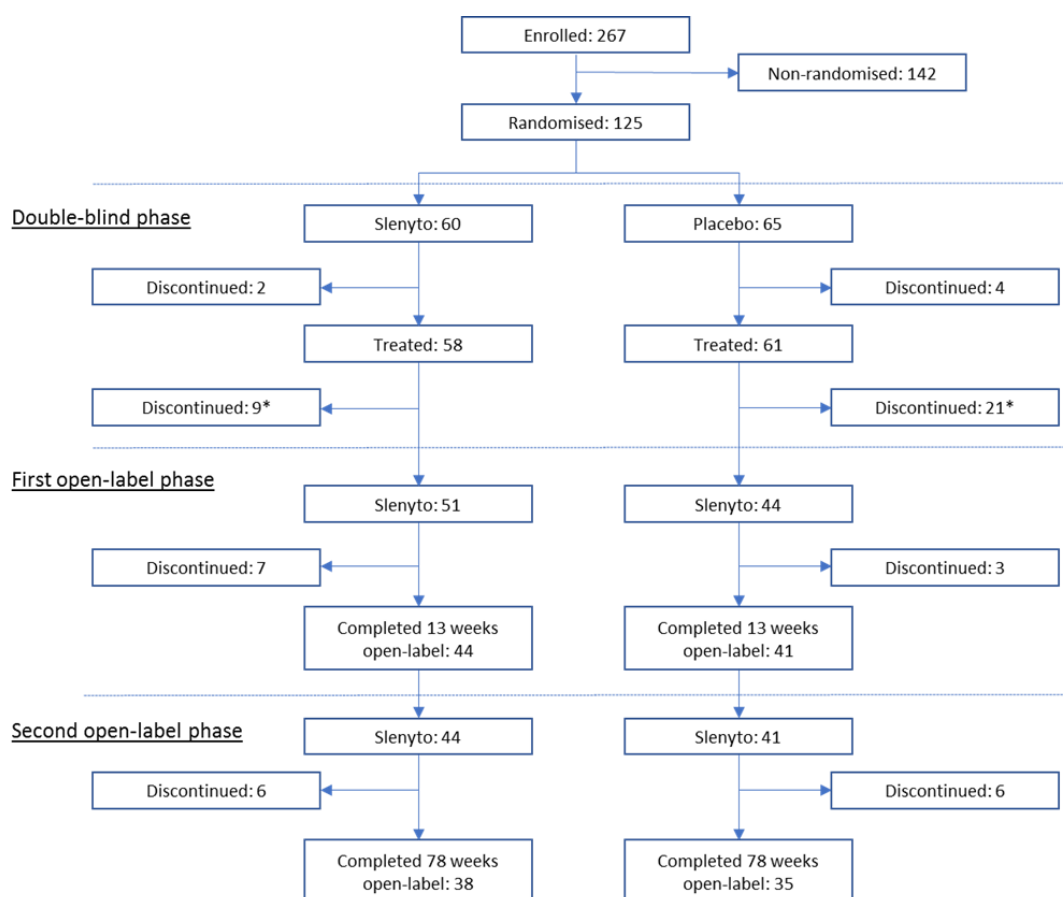 Enrolled: 267
Non-randomised: 142
Randomised: 125
Double-blind phase
Slenyto: 60
Placebo: 65
Discontinued: 2
Discontinued: 4
Treated: 58
Treated: 61
Discontinued: 9*
Discontinued: 21*
First open-label phase
Slenyto: 51
Slenyto: 44
Discontinued: 7
Discontinued: 3
Completed 13 weeks
open-label: 44
Completed 13 weeks
open-label: 41
Second open-label phase
Slenyto: 44
Slenyto: 41
Discontinued: 6
Discontinued: 6
Completed 78 weeks
open-label: 38
Completed 78 weeks
open-label: 35